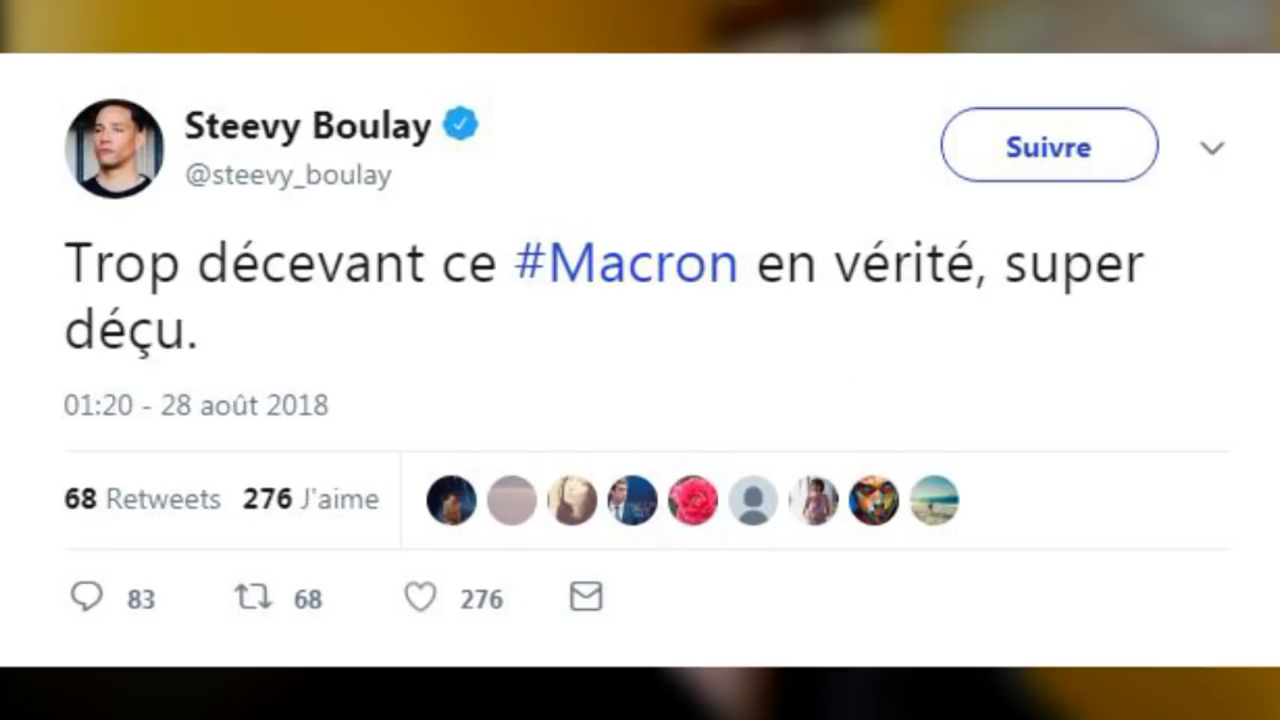 Steevy Boulay
@steevy_boulay
Suivre
Trop décevant ce #Macron en vérité, super
déçu.
01:20 - 28 août 2018
68 Retweets 276 J'aime
83 68 276